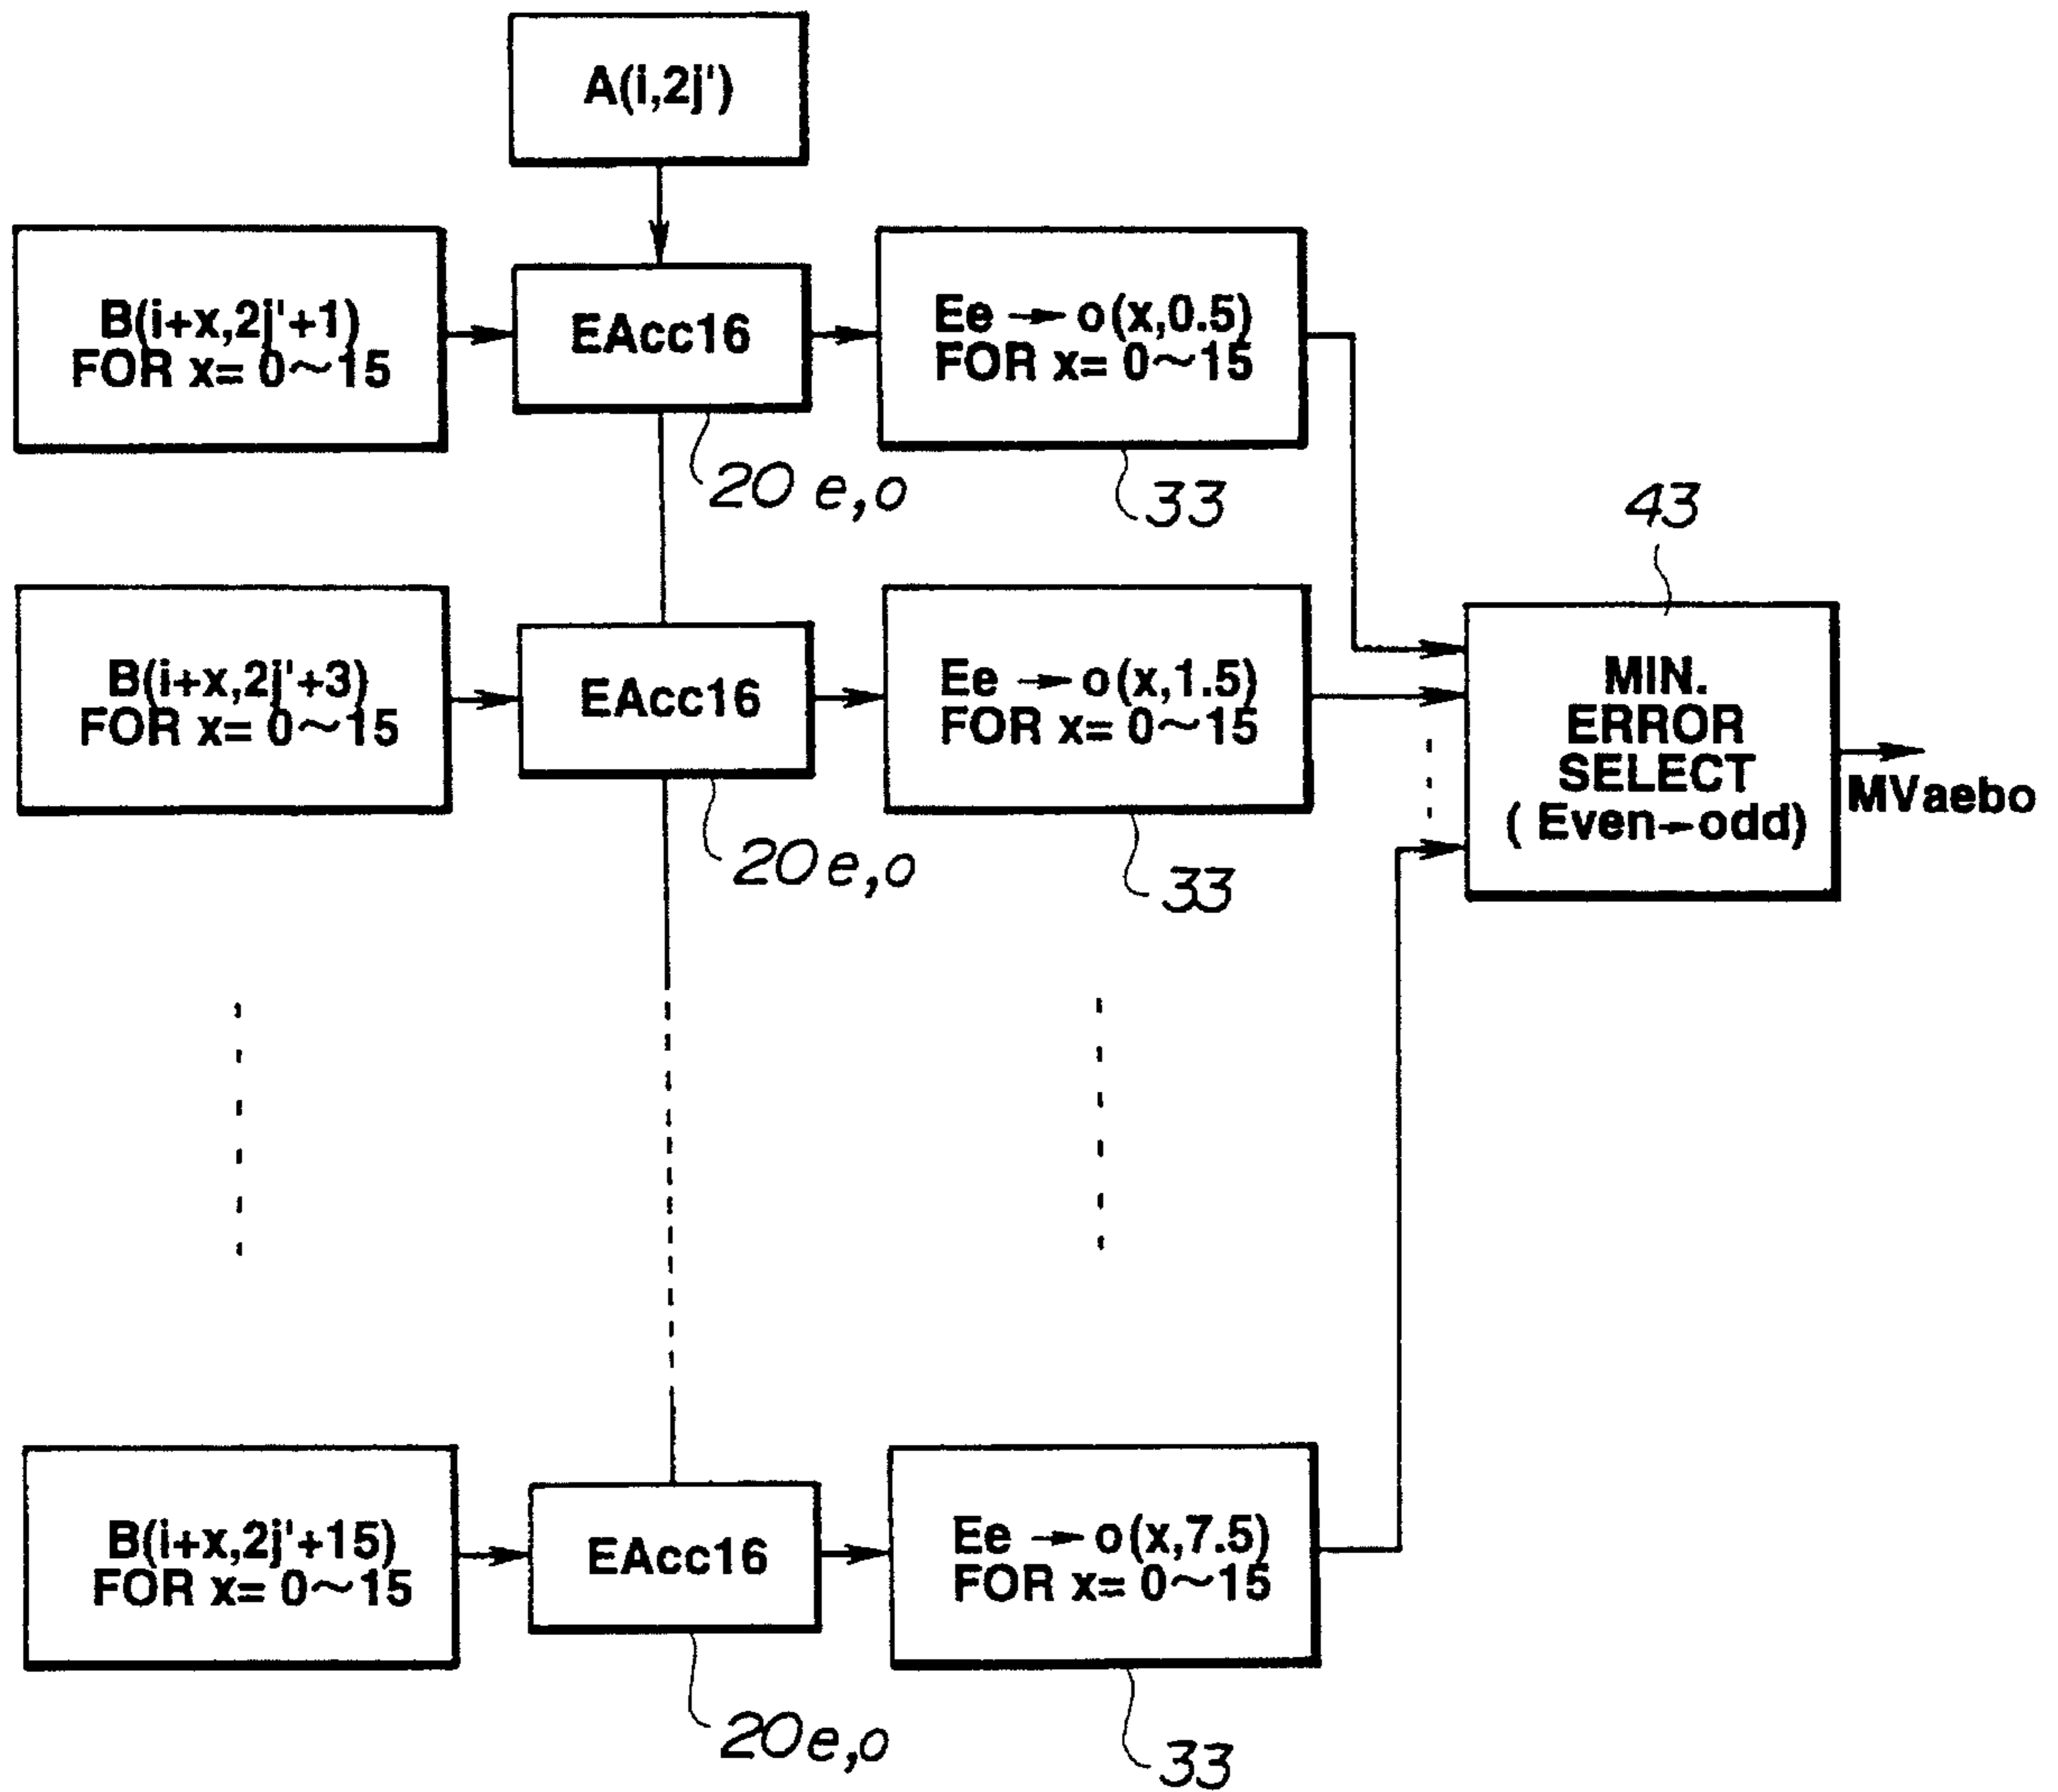 A(i,2j')
B(i+x,2j'+1)
FOR x= 0~15
EAcc16
Ee → o(x,0.5)
FOR x= 0~15
20 e,o
33
43
B(i+x,2j'+3)
FOR x= 0~15
EAcc16
Ee → o(x,1.5)
FOR x= 0~15
MIN.
ERROR
SELECT
( Even→odd)
MVaebo
20e,o
33
B(i+x,2j'+15)
FOR x= 0~15
EAcc16
Ee → o(x,7.5)
FOR x= 0~15
20e,o
33